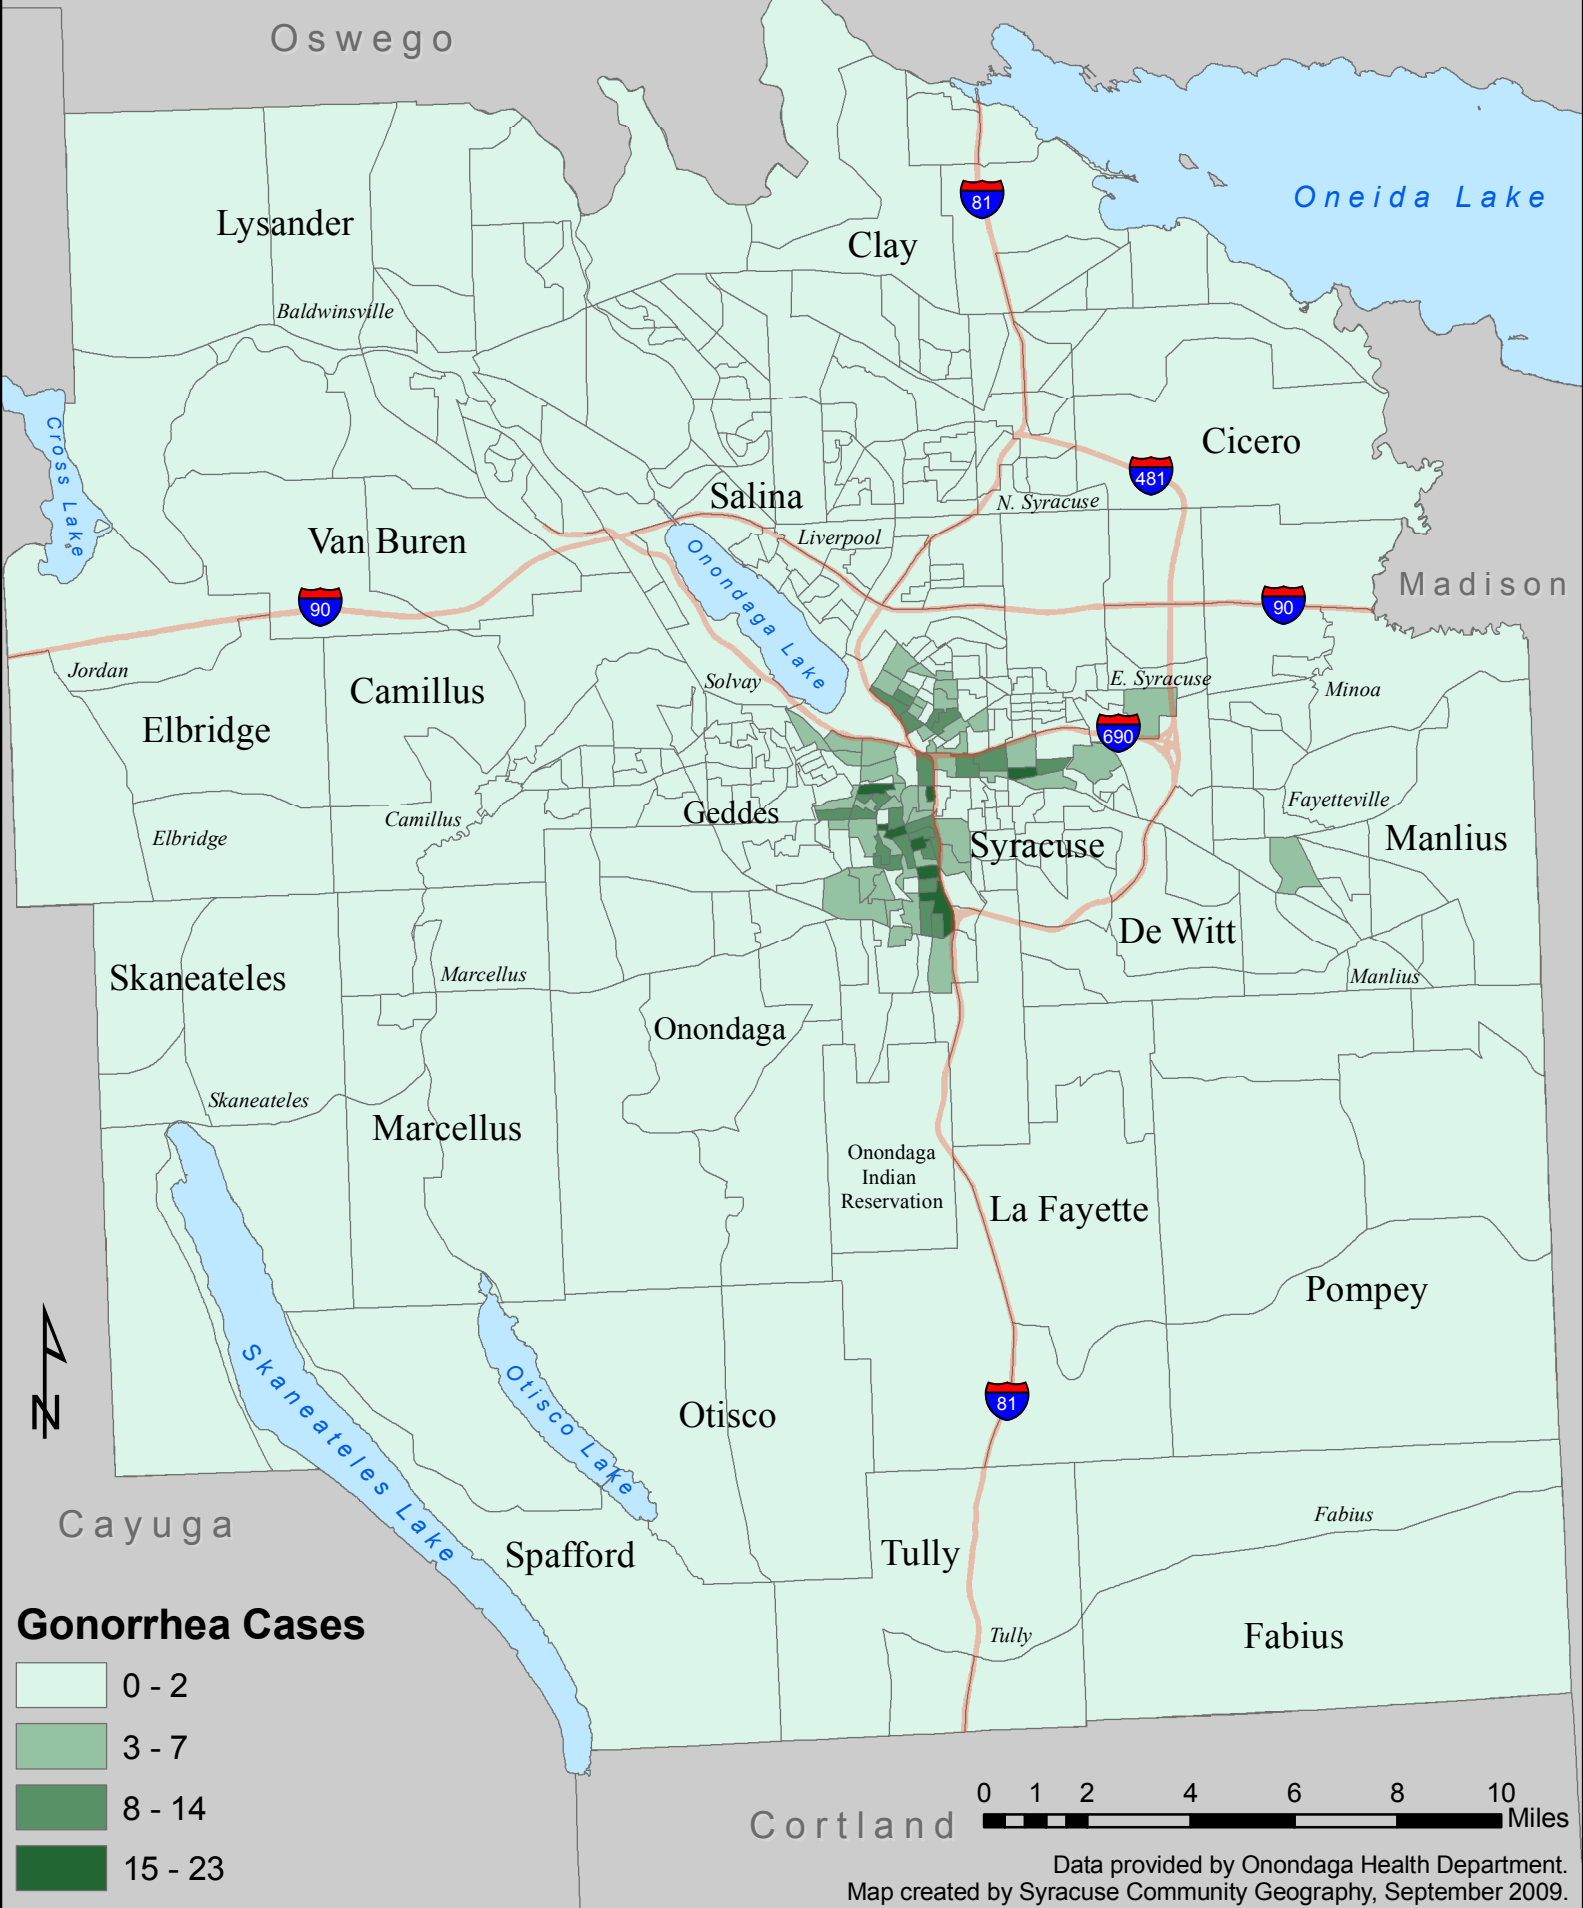 Oswego
81
Oneida Lake
Lysander
Clay
Baldwinsville
Cross Lake
Cicero
481
Salina
N. Syracuse
Van Buren
Liverpool
Onondaga Lake
Madison
90
90
Jordan
Camillus
Solvay
E. Syracuse
Minoa
Elbridge
690
Geddes
Fayetteville
Camillus
Elbridge
Syracuse
Manlius
De Witt
Skaneateles
Marcellus
Manlius
Onondaga
Skaneateles
Marcellus
Onondaga
Indian
Reservation
La Fayette
Pompey
N
Skaneateles Lake
Otisco Lake
81
Otisco
Cayuga
Fabius
Spafford
Tully
Tully
Fabius
Gonorrhea Cases
0 - 2
3 - 7
8 - 14
15 - 23
Cortland
0 1 2 4 6 8 10
Miles
Data provided by Onondaga Health Department.
Map created by Syracuse Community Geography, September 2009.